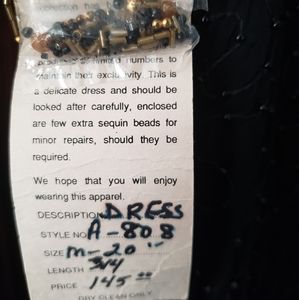 protection has b
limited numbers to
maintain their exclusivity. This is
a delicate dress and should be
looked after carefully, enclosed
are few extra sequin beads for
minor repairs, should they be
required.
We hope that you will enjoy
wearing this apparel.
DESCRIPTION DRESS
STYLE NO A-808
SIZE M-20"
LENGTH 3/4
PRICE 145.00
DRY CLEAN ONLY